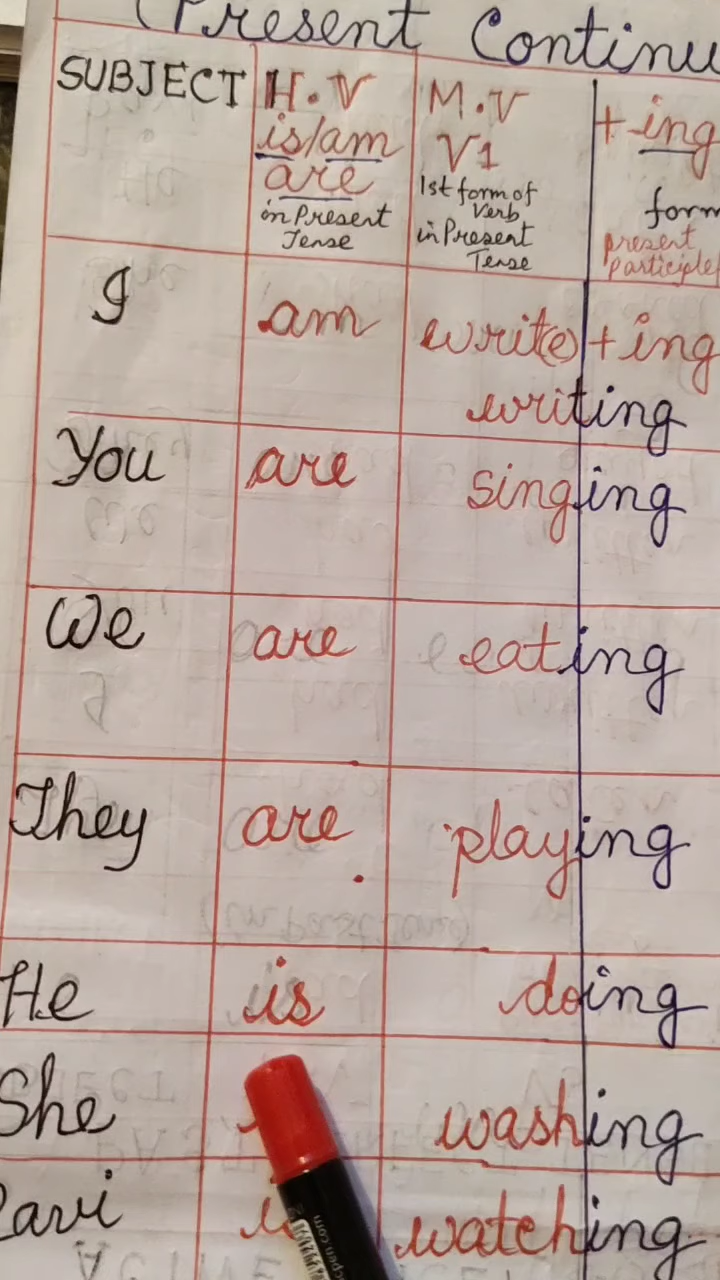 (Present Continu
SUBJECT H.V M.V + ing
is/am V1
are 1st form of form
in Present Verb present
Tense in Present participle
Tense
I am writ(e) + ing
writing
You are singing
We are eating
They are playing
He is doing
She washing
avi watching